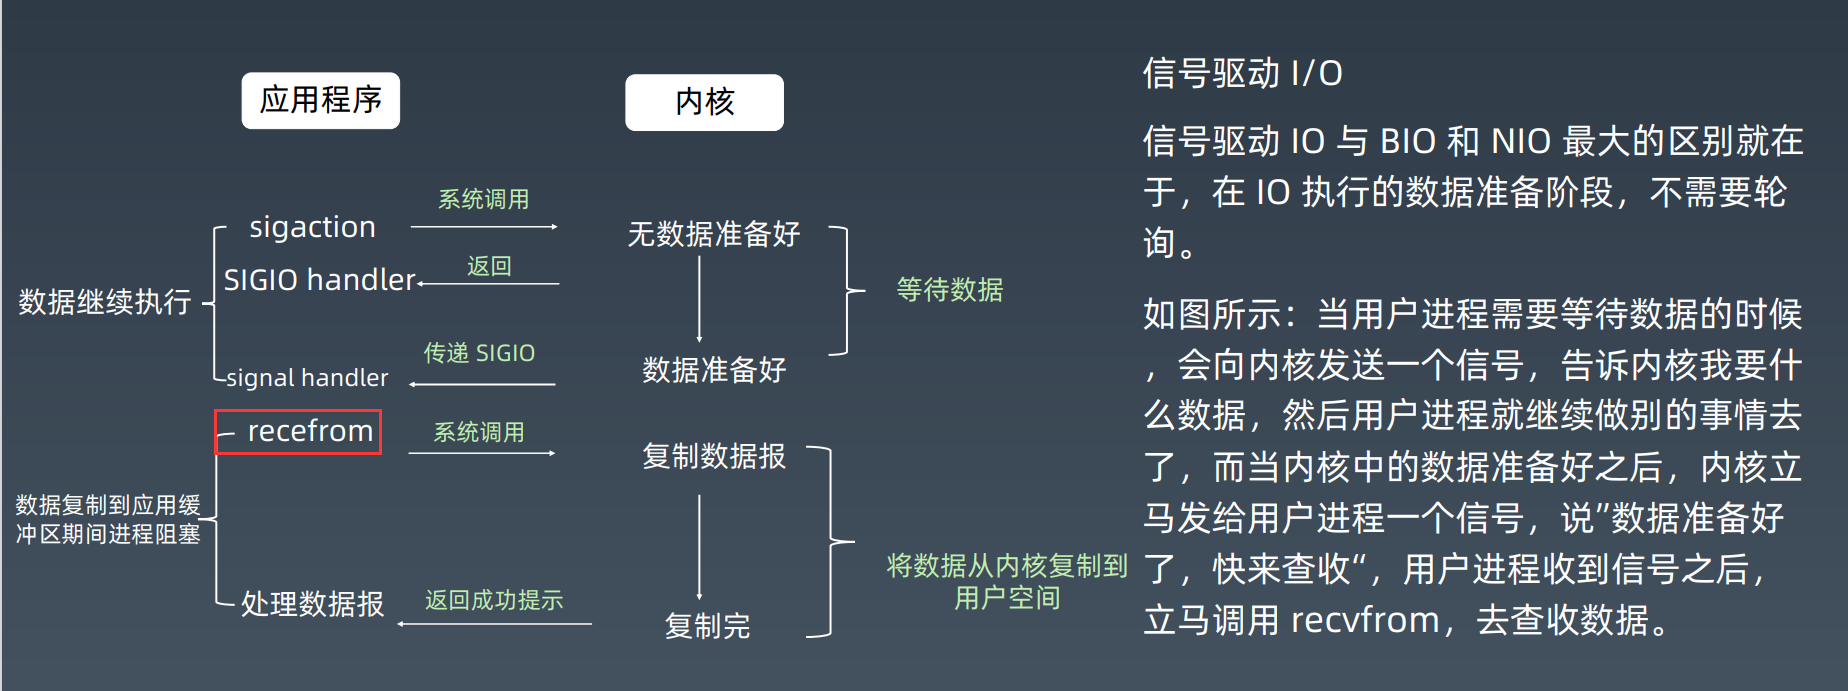 应用程序
内核
系统调用
sigaction
无数据准备好
返回
SIGIO handler
数据继续执行
等待数据
传递 SIGIO
signal handler
数据准备好
recefrom
系统调用
复制数据报
数据复制到应用缓
冲区期间进程阻塞
将数据从内核复制到
用户空间
处理数据报
返回成功提示
复制完
信号驱动 I/O
信号驱动 IO 与 BIO 和 NIO 最大的区别就在
于，在 IO 执行的数据准备阶段，不需要轮
询。
如图所示：当用户进程需要等待数据的时候
，会向内核发送一个信号，告诉内核我要什
么数据，然后用户进程就继续做别的事情去
了，而当内核中的数据准备好之后，内核立
马发给用户进程一个信号，说”数据准备好
了，快来查收“，用户进程收到信号之后，
立马调用 recvfrom，去查收数据。